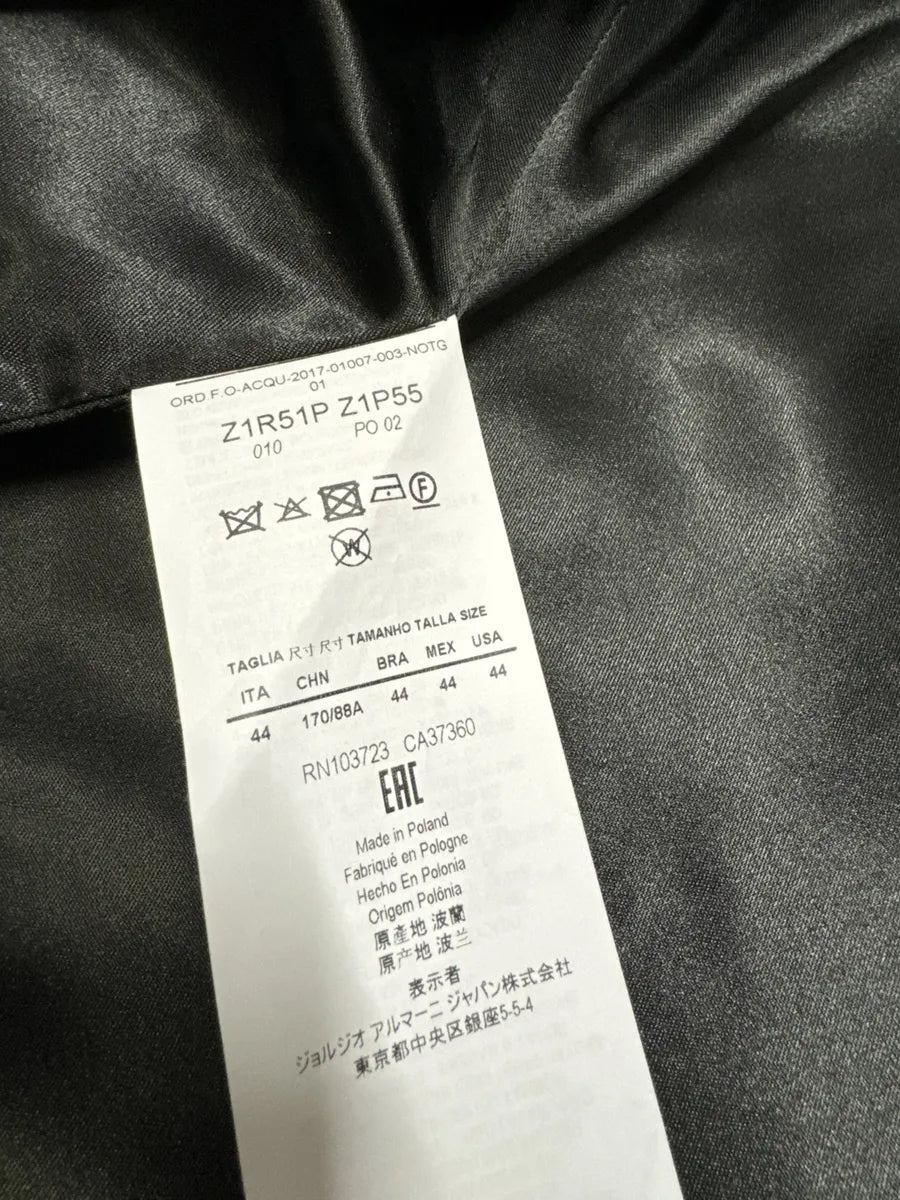 ORD.F.O-ACQU-2017-01007-003-NOTG
01
Z1R51P Z1P55
010 PO 02
F
W
TAGLIA 尺寸 尺寸 TAMANHO TALLA SIZE
ITA CHN BRA MEX USA
44 170/88A 44 44 44
RN103723 CA37360
EAC
Made in Poland
Fabriqué en Pologne
Hecho En Polonia
Origem Polônia
原產地 波蘭
原产地 波兰
表示者
ジョルジオ アルマーニ ジャパン株式会社
東京都中央区銀座5-5-4